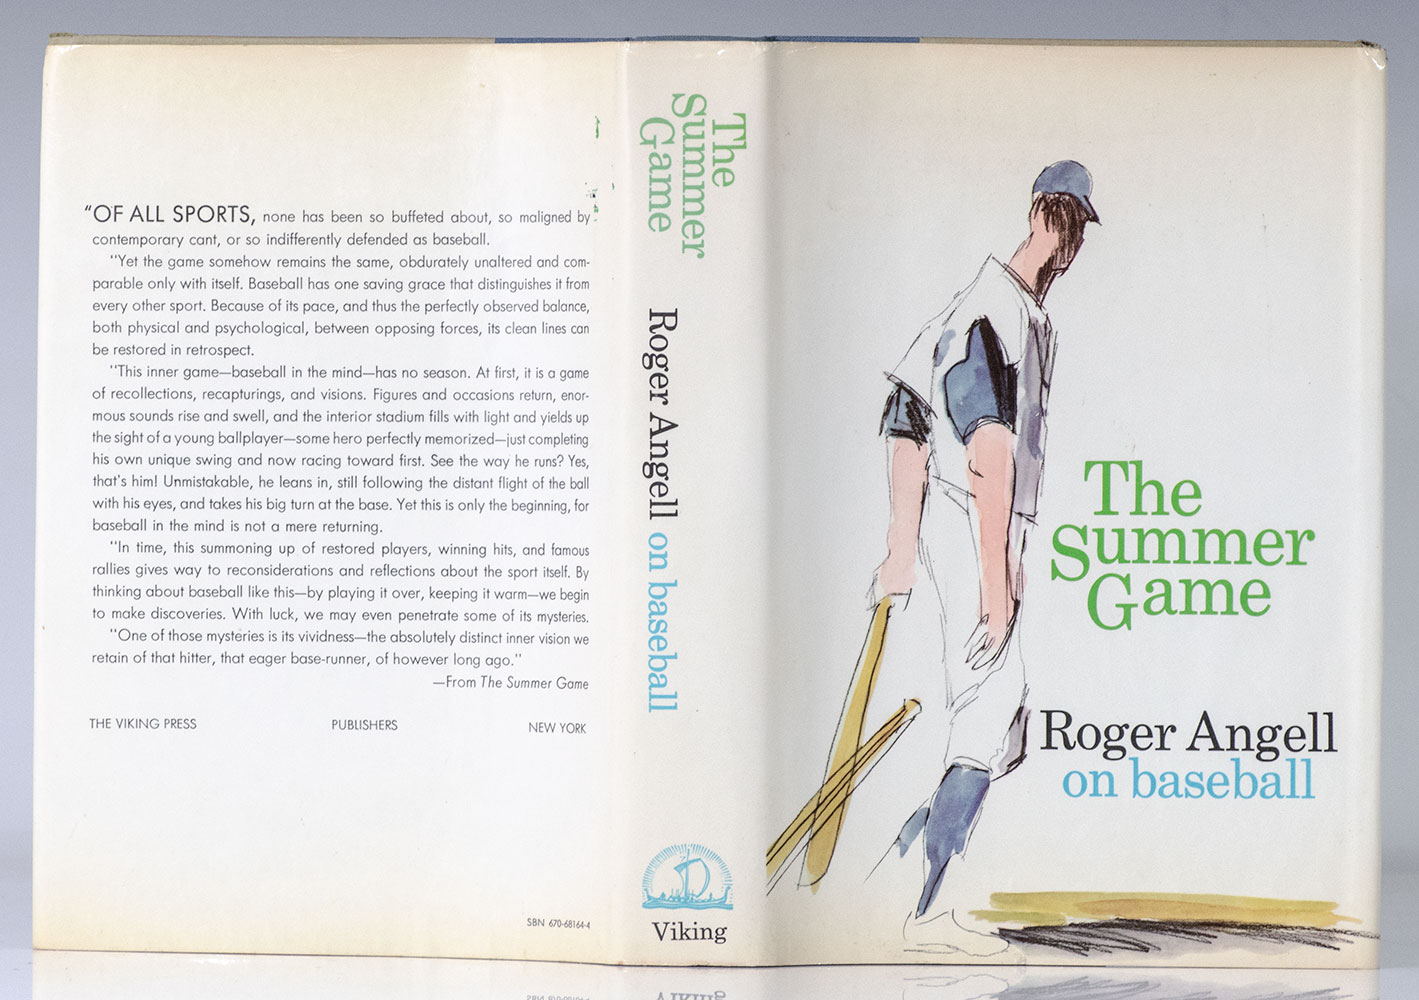 “OF ALL SPORTS, none has been so buffeted about, so maligned by
contemporary cant, or so indifferently defended as baseball.
"Yet the game somehow remains the same, obdurately unaltered and com-
parable only with itself. Baseball has one saving grace that distinguishes it from
every other sport. Because of its pace, and thus the perfectly observed balance,
both physical and psychological, between opposing forces, its clean lines can
be restored in retrospect.
"This inner game—baseball in the mind—has no season. At first, it is a game
of recollections, recapturings, and visions. Figures and occasions return, enor-
mous sounds rise and swell, and the interior stadium fills with light and yields up
the sight of a young ballplayer—some hero perfectly memorized—just completing
his own unique swing and now racing toward first. See the way he runs? Yes,
that's him! Unmistakable, he leans in, still following the distant flight of the ball
with his eyes, and takes his big turn at the base. Yet this is only the beginning, for
baseball in the mind is not a mere returning.
"In time, this summoning up of restored players, winning hits, and famous
rallies gives way to reconsiderations and reflections about the sport itself. By
thinking about baseball like this—by playing it over, keeping it warm—we begin
to make discoveries. With luck, we may even penetrate some of its mysteries.
"One of those mysteries is its vividness—the absolutely distinct inner vision we
retain of that hitter, that eager base-runner, of however long ago."
—From The Summer Game
THE VIKING PRESS PUBLISHERS NEW YORK
SBN 670-68164-4
The
Summer
Game
Roger Angell on baseball
Viking
The
Summer
Game
Roger Angell
on baseball